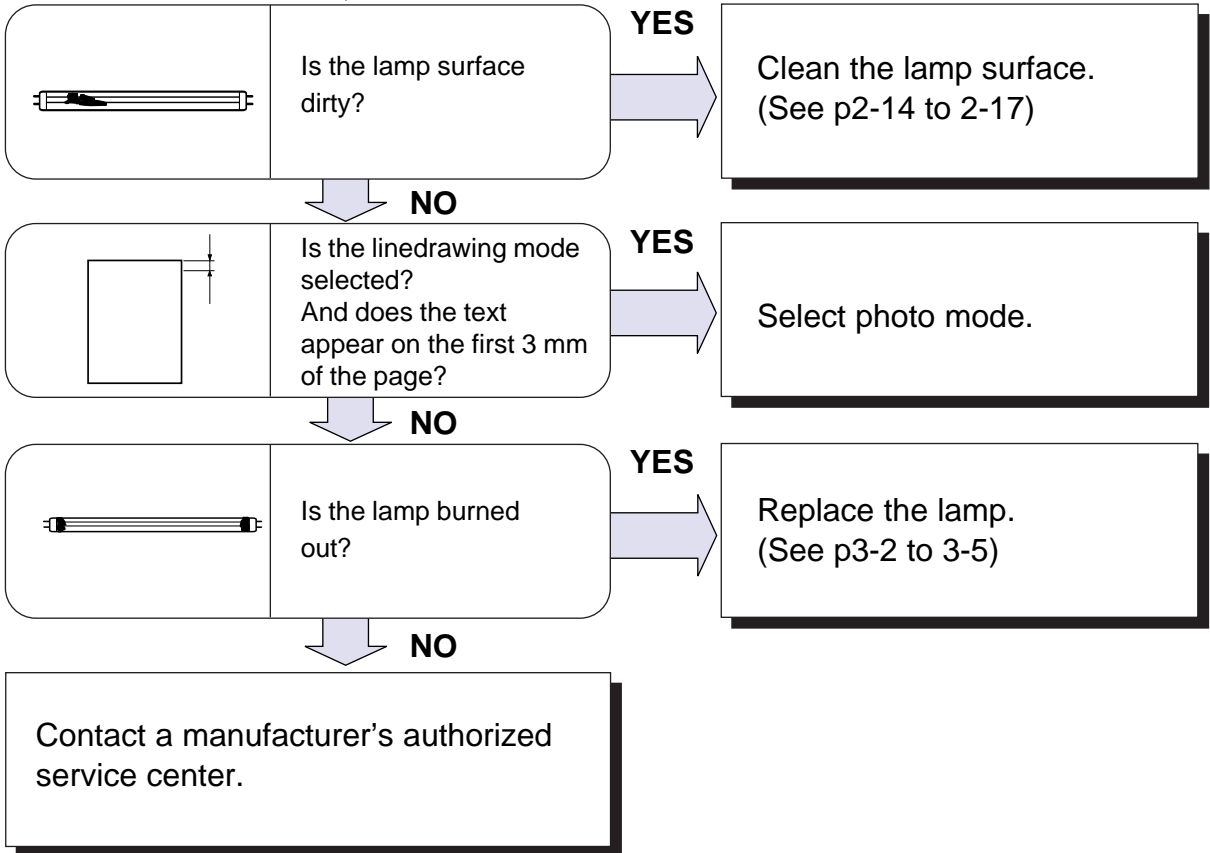 Is the lamp surface
dirty?
YES
Clean the lamp surface.
(See p2-14 to 2-17)
NO
Is the linedrawing mode
selected?
And does the text
appear on the first 3 mm
of the page?
YES
Select photo mode.
NO
Is the lamp burned
out?
YES
Replace the lamp.
(See p3-2 to 3-5)
NO
Contact a manufacturer's authorized
service center.